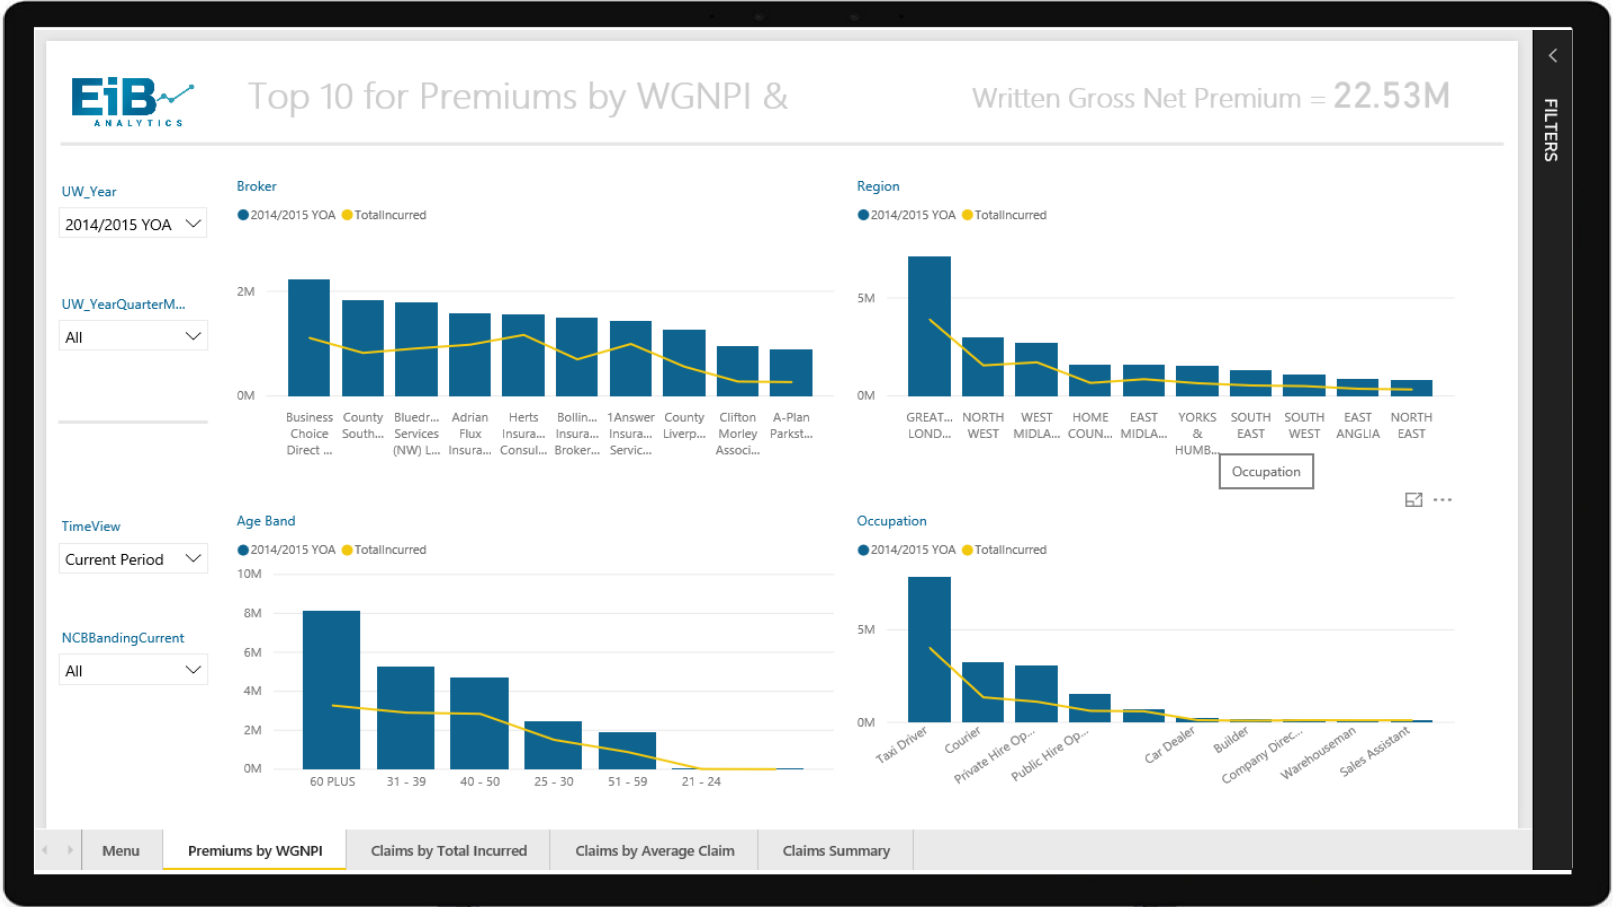 EiB
ANALYTICS
Top 10 for Premiums by WGNPI &
Written Gross Net Premium = 22.53M
FILTERS
UW_Year
2014/2015 YOA
UW_YearQuarterM...
All
TimeView
Current Period
NCBBandingCurrent
All
Broker
2014/2015 YOA TotalIncurred
2M
0M
Business Choice Direct ...
County South...
Bluedr... Services (NW) L...
Adrian Flux Insura...
Herts Insura... Consul...
Bollin... Insura... Broker...
1Answer Insura... Servic...
County Liverp...
Clifton Morley Associ...
A-Plan Parkst...
Region
2014/2015 YOA TotalIncurred
5M
0M
GREAT... LOND...
NORTH WEST
WEST MIDLA...
HOME COUN...
EAST MIDLA...
YORKS & HUMB...
SOUTH EAST
SOUTH WEST
EAST ANGLIA
NORTH EAST
Occupation
Age Band
2014/2015 YOA TotalIncurred
10M
8M
6M
4M
2M
0M
60 PLUS 31 - 39 40 - 50 25 - 30 51 - 59 21 - 24
Occupation
2014/2015 YOA TotalIncurred
5M
0M
Taxi Driver
Courier
Private Hire Op...
Public Hire Op...
Car Dealer
Builder
Company Direc...
Warehouseman
Sales Assistant
Menu Premiums by WGNPI Claims by Total Incurred Claims by Average Claim Claims Summary